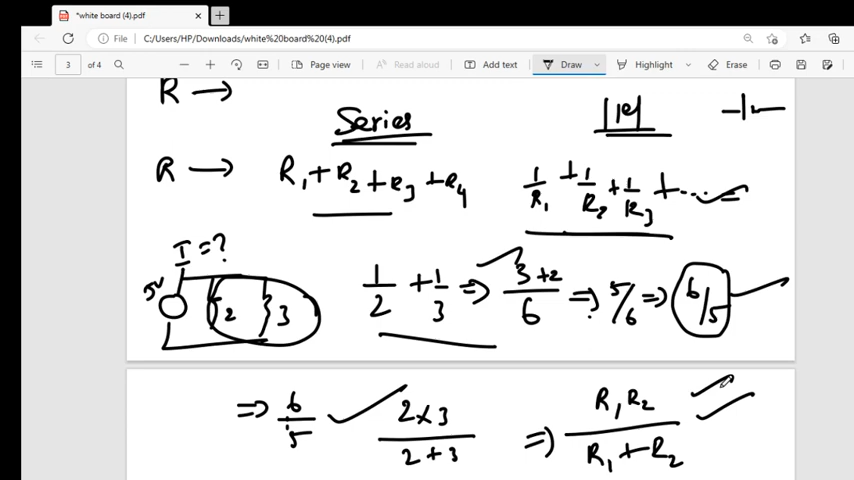 *white board (4).pdf
File C:/Users/HP/Downloads/white%20board%20(4).pdf
3 of 4 Page view Read aloud Add text Draw Highlight Erase
R →
Series ||el
R → R₁ + R₂ + R₃ + R₄ 1/R₁ + 1/R₂ + 1/R₃ + .... =
I = ?
5V 2 3 1/2 + 1/3 ⇒ 3+2/6 ⇒ 5/6 ⇒ 6/5
⇒ 6/5 2×3/2+3 ⇒ R₁R₂/R₁+R₂